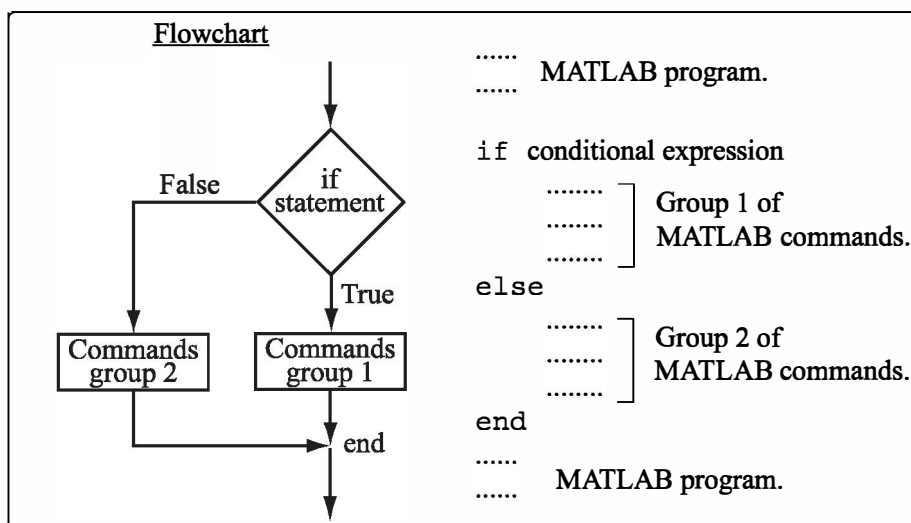 Flowchart
if
statement
False
True
Commands
group 2
Commands
group 1
end
...... MATLAB program.
......
if conditional expression
........
........ Group 1 of
........ MATLAB commands.
else
........
........ Group 2 of
........ MATLAB commands.
end
...... MATLAB program.
......